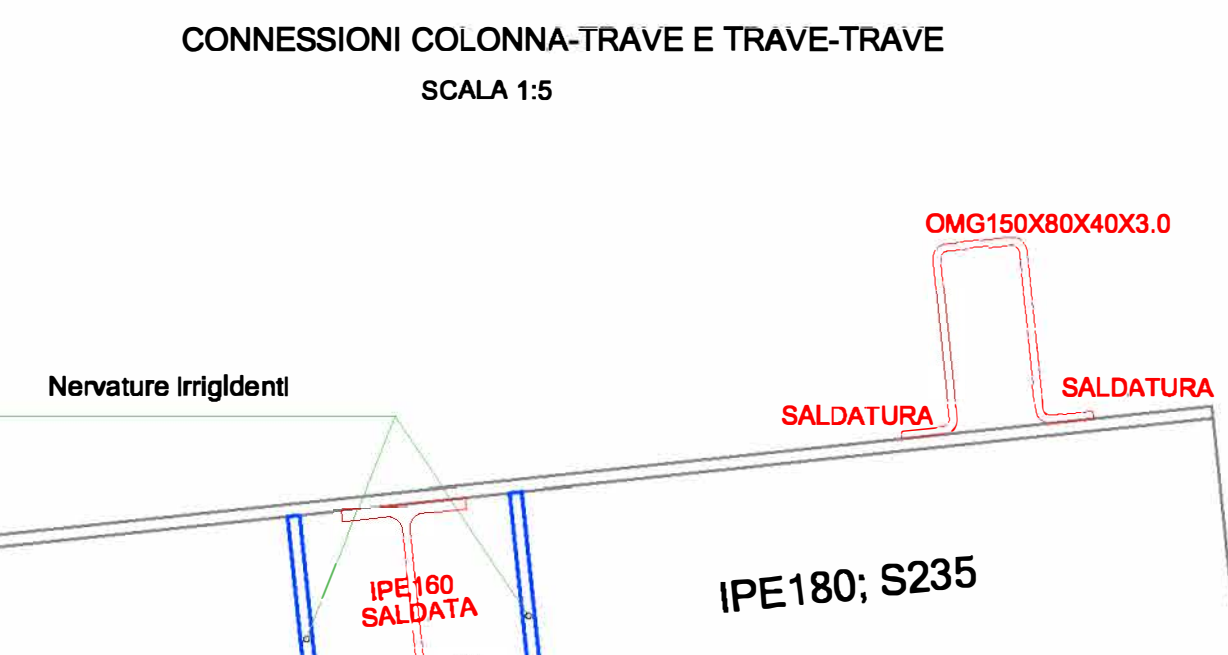 CONNESSIONI COLONNA-TRAVE E TRAVE-TRAVE
SCALA 1:5
OMG150X80X40X3.0
Nervature Irrigidenti
SALDATURA
SALDATURA
IPE160
SALDATA
IPE180; S235